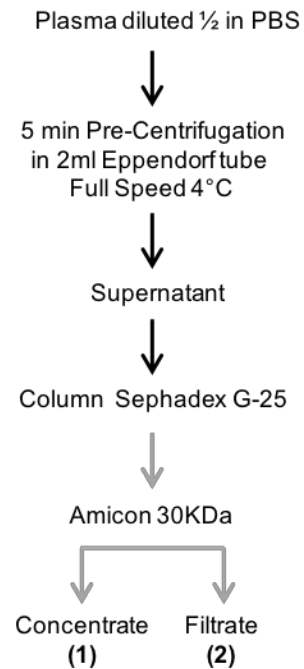 Plasma diluted ½ in PBS
5 min Pre-Centrifugation
in 2ml Eppendorf tube
Full Speed 4°C
Supernatant
Column Sephadex G-25
Amicon 30KDa
Concentrate Filtrate
(1) (2)